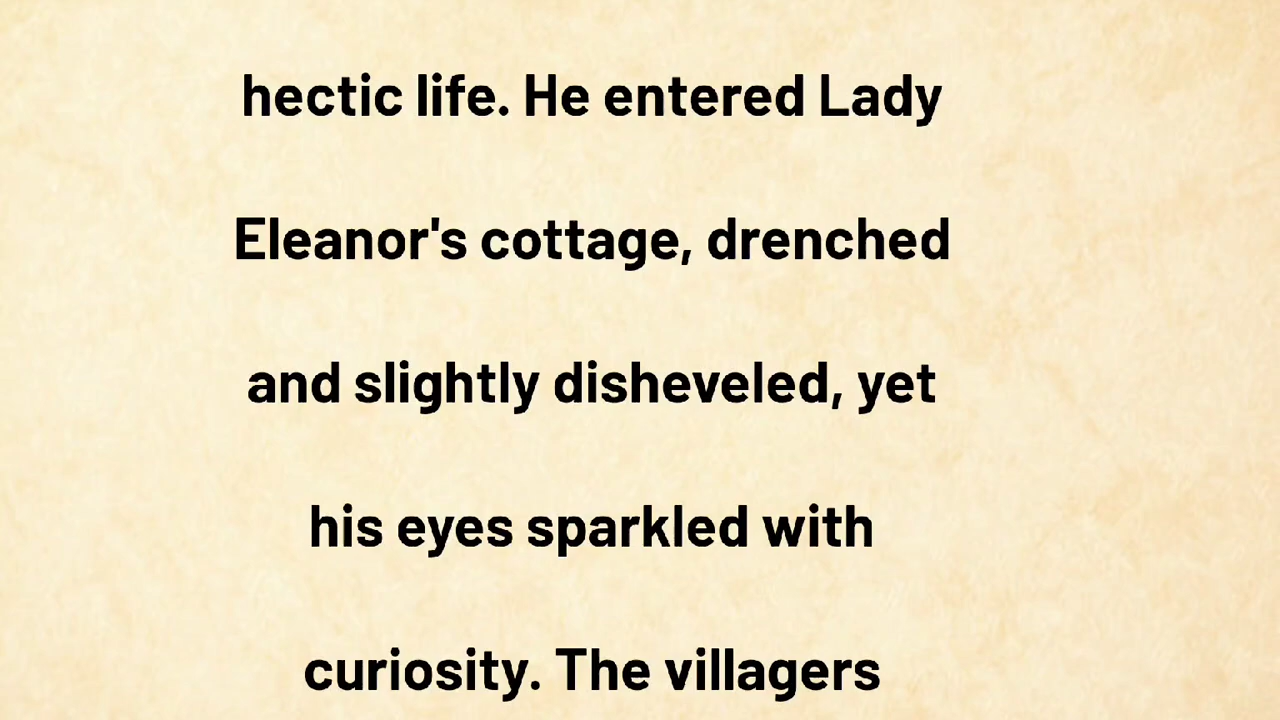 hectic life. He entered Lady
Eleanor's cottage, drenched
and slightly disheveled, yet
his eyes sparkled with
curiosity. The villagers